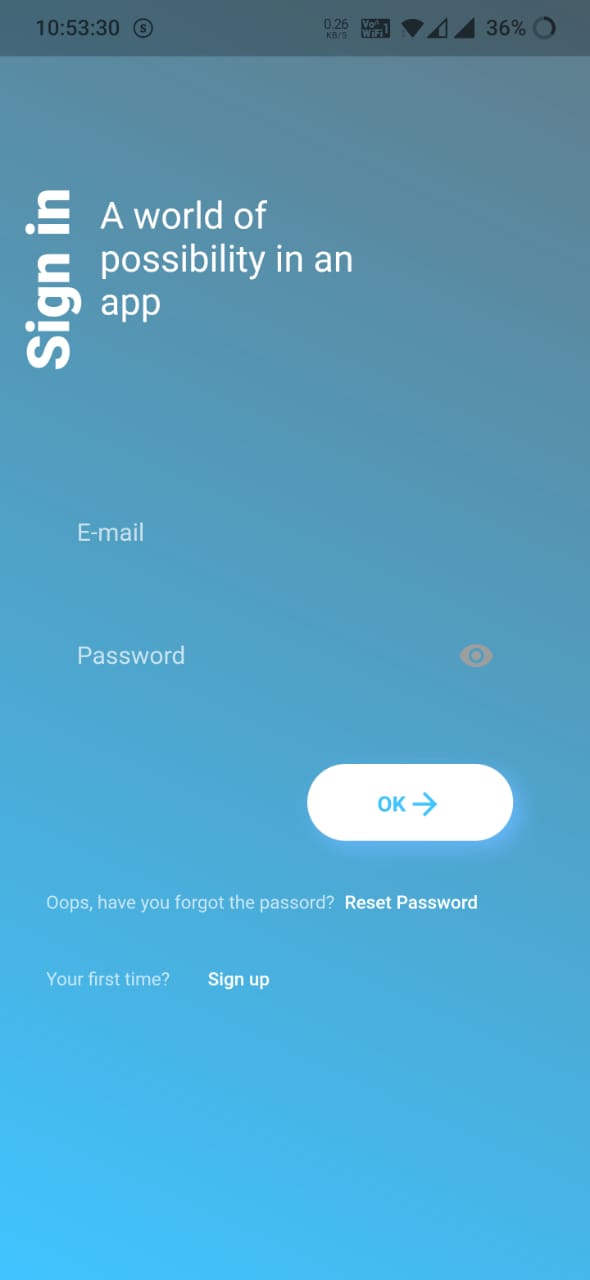 10:53:30 S 0.26 KB/S Vo WiFi 1 36%
Sign in
A world of
possibility in an
app
E-mail
Password
OK
Oops, have you forgot the passord? Reset Password
Your first time? Sign up